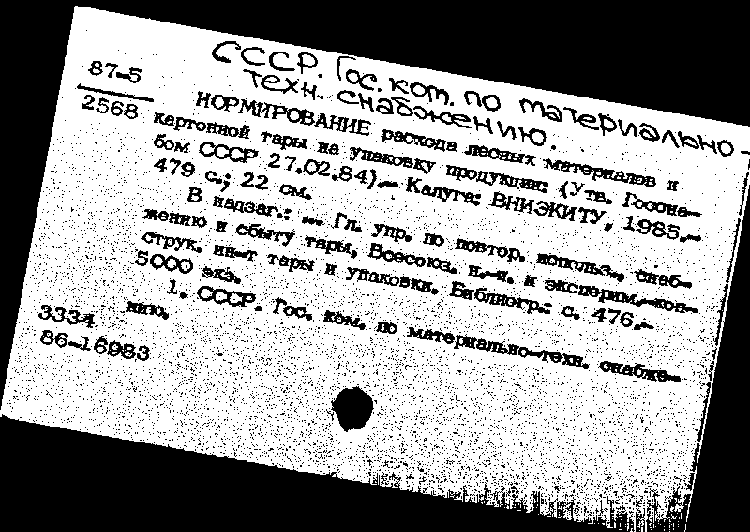 СССР. Гос. ком. по материально-
техн. снабжению.
87-5
2568
НОРМИРОВАНИЕ расхода лесных материалов и
картонной тары на упаковку продукции: (Утв. Госсна-
бом СССР 27.02.84).- Калуга: ВНИЭКИТУ, 1985.-
479 с.; 22 см.
В надзаг.: ... Гл. упр. по повтор. использ., снаб-
жению и сбыту тары, Всесоюз. н.-и. и эксперим.-кон-
струк. ин-т тары и упаковки. Библиогр.: с. 476.-
5000 экз.
1. СССР. Гос. ком. по материально-техн. снабже-
нию.
3334
86-16983